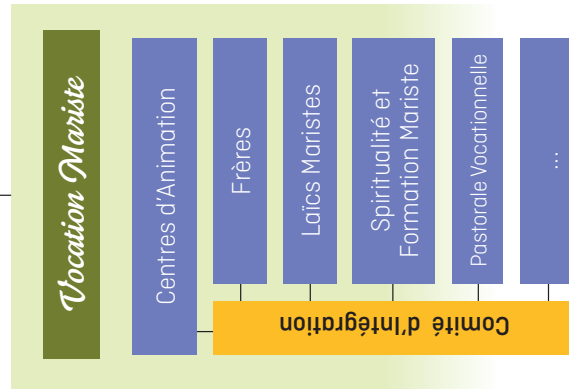 Vocation Mariste
Centres d'Animation
Frères
Laïcs Maristes
Spiritualité et
Formation Mariste
Pastorale Vocationnelle
...
Comité d'Intégration